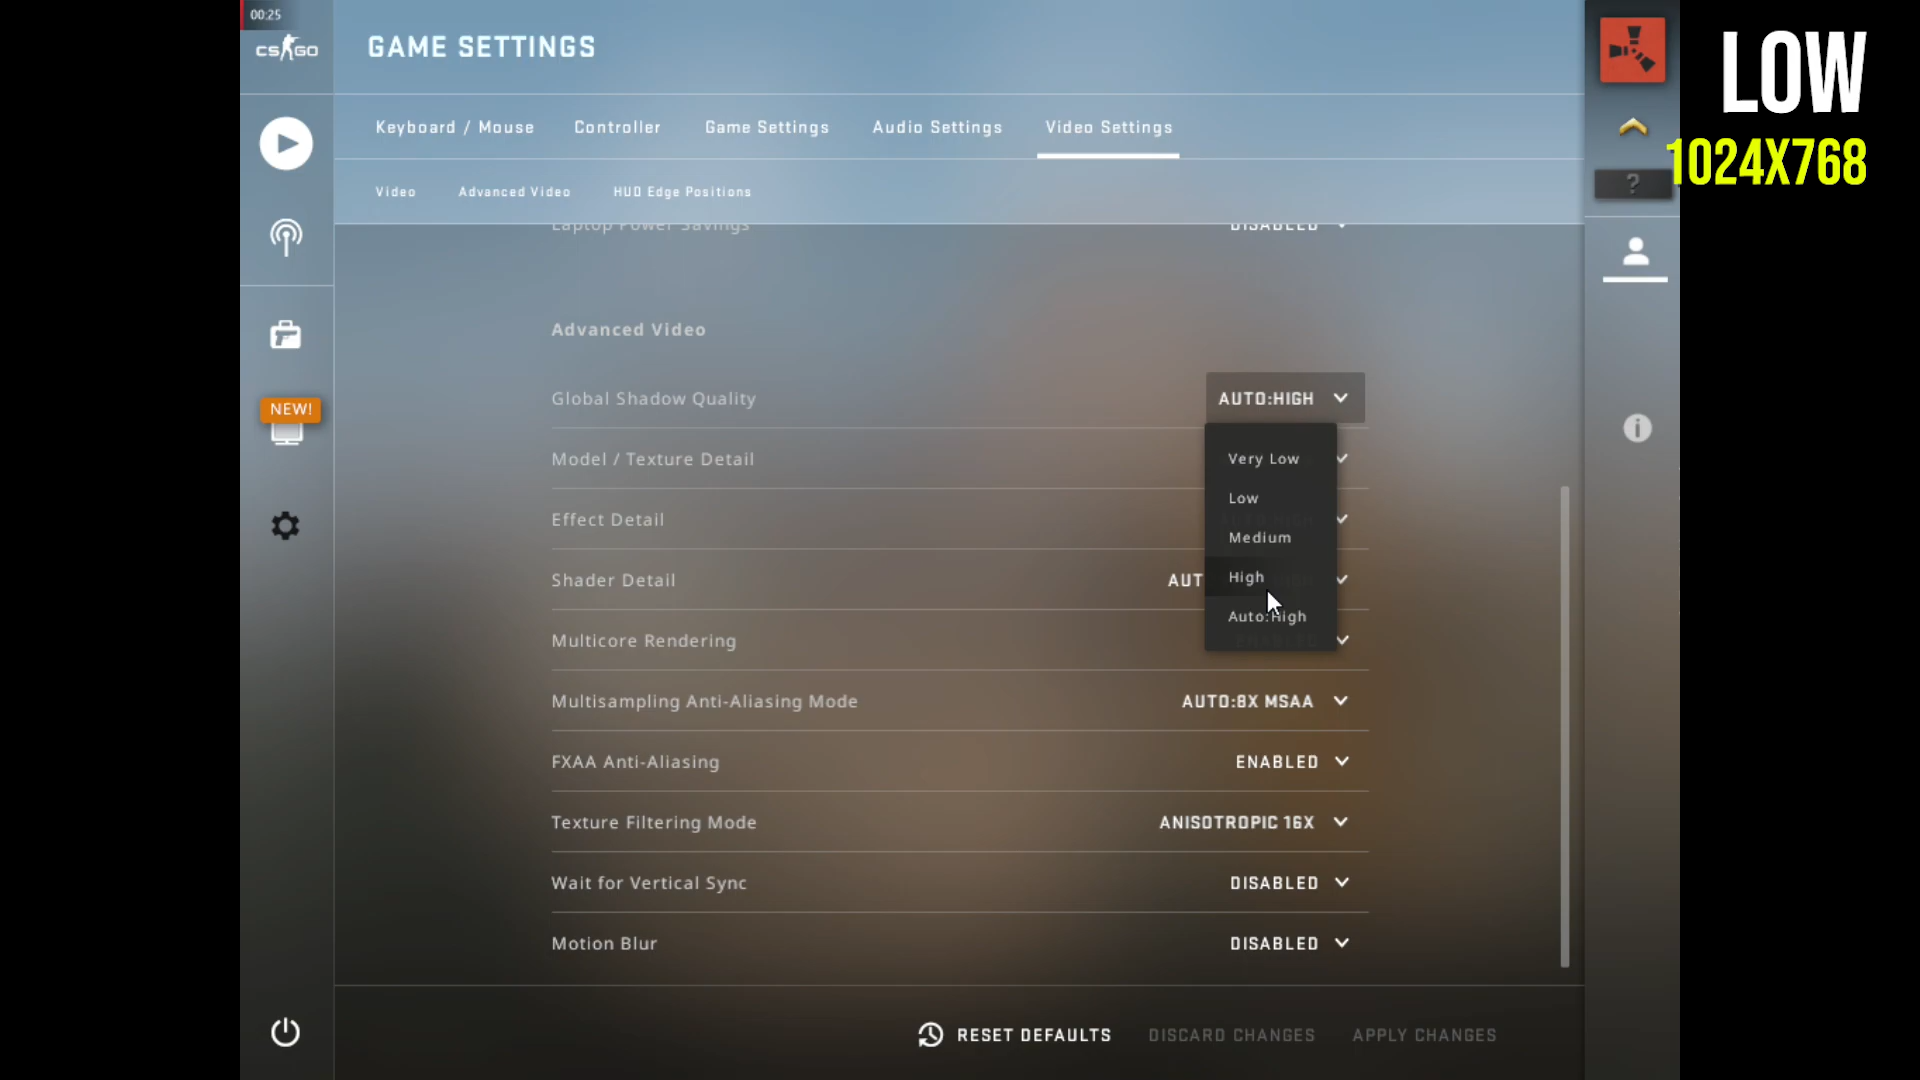 00:25
CS GO
GAME SETTINGS
LOW
1024X768
Keyboard / Mouse Controller Game Settings Audio Settings Video Settings
?
Video Advanced Video HUD Edge Positions
Laptop Power Savings DISABLED
Advanced Video
Global Shadow Quality AUTO:HIGH
NEW!
Model / Texture Detail Very Low
Low
Effect Detail
Medium
Shader Detail AUT High
Auto:High
Multicore Rendering
Multisampling Anti-Aliasing Mode AUTO:8X MSAA
FXAA Anti-Aliasing ENABLED
Texture Filtering Mode ANISOTROPIC 16X
Wait for Vertical Sync DISABLED
Motion Blur DISABLED
RESET DEFAULTS DISCARD CHANGES APPLY CHANGES